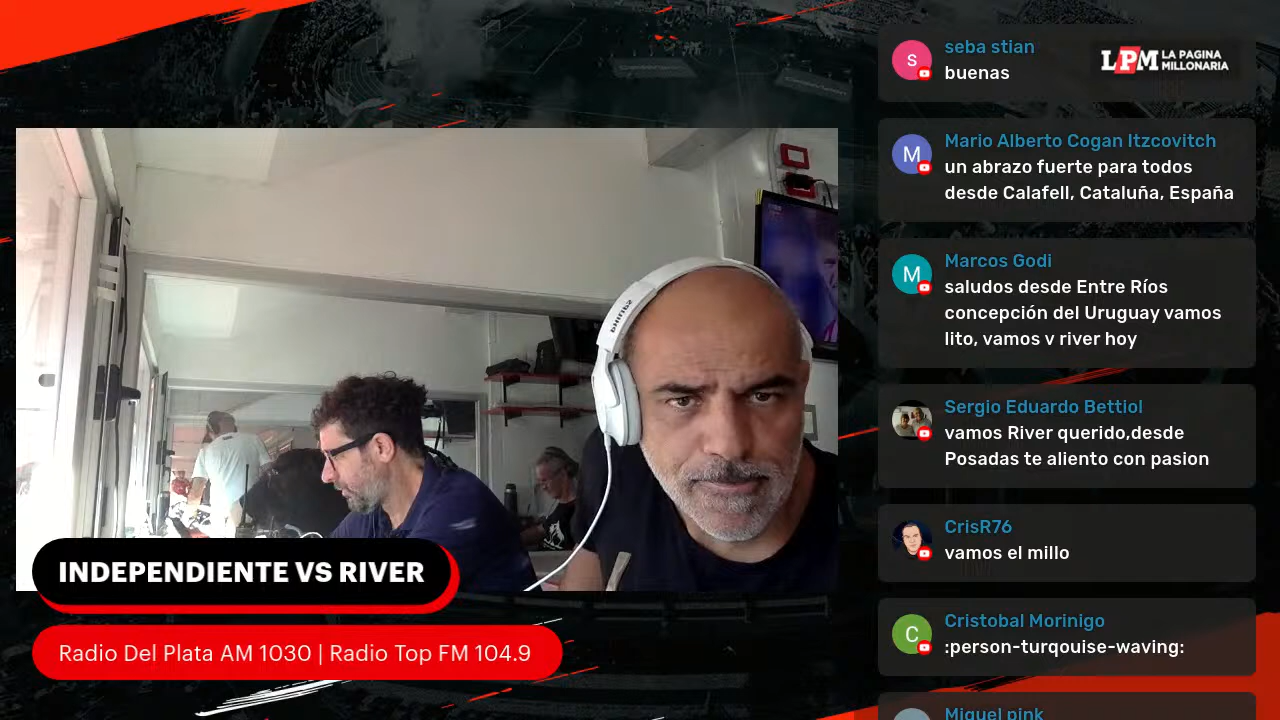 seba stian
buenas
LPM LA PAGINA
MILLONARIA
Mario Alberto Cogan Itzcovitch
un abrazo fuerte para todos
desde Calafell, Cataluña, España
Marcos Godi
saludos desde Entre Ríos
concepción del Uruguay vamos
lito, vamos v river hoy
Sergio Eduardo Bettiol
vamos River querido,desde
Posadas te aliento con pasion
CrisR76
vamos el millo
Cristobal Morinigo
:person-turqouise-waving:
Miguel pink
INDEPENDIENTE VS RIVER
Radio Del Plata AM 1030 | Radio Top FM 104.9
S
M
M
C